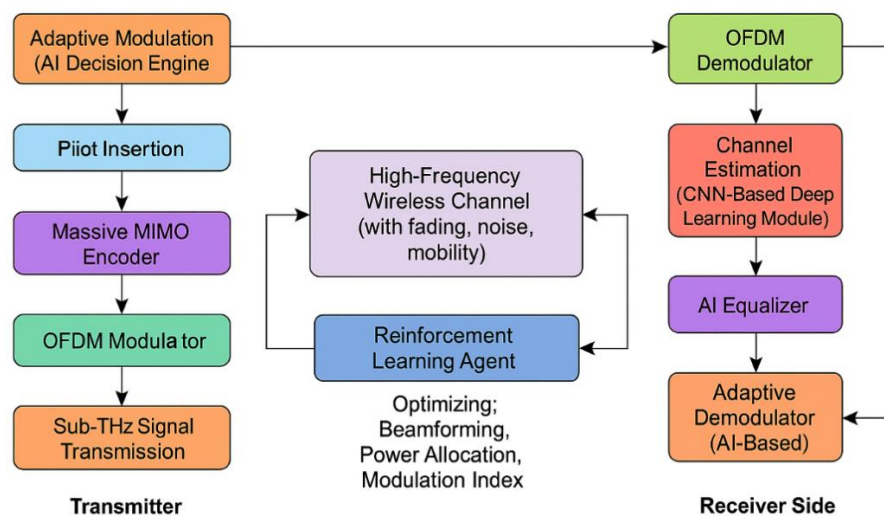 Adaptive Modulation
(AI Decision Engine
Piiot Insertion
Massive MIMO
Encoder
OFDM Modulator
Sub-THz Signal
Transmission
Transmitter
High-Frequency
Wireless Channel
(with fading, noise,
mobility)
Reinforcement
Learning Agent
Optimizing;
Beamforming,
Power Allocation,
Modulation Index
OFDM
Demodulator
Channel
Estimation
(CNN-Based Deep
Learning Module)
AI Equalizer
Adaptive
Demodulator
(AI-Based)
Receiver Side